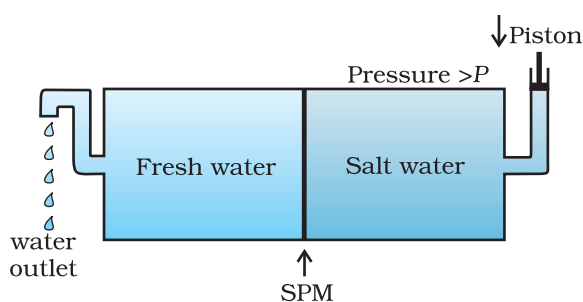 Piston
Pressure >P
Fresh water
Salt water
water
outlet
SPM